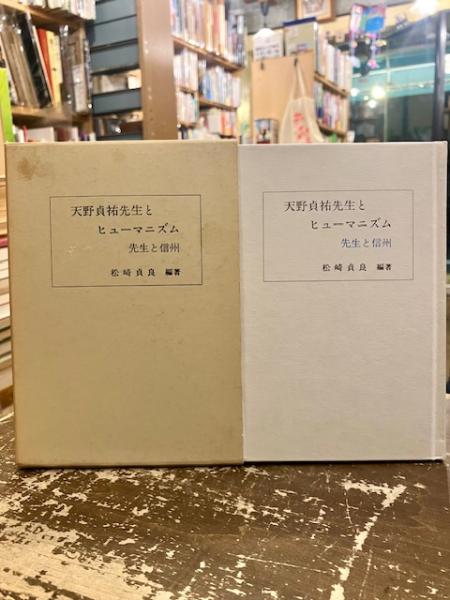 天野貞祐先生と
ヒューマニズム
先生と信州
松崎貞良 編著
天野貞祐先生と
ヒューマニズム
先生と信州
松崎貞良 編著